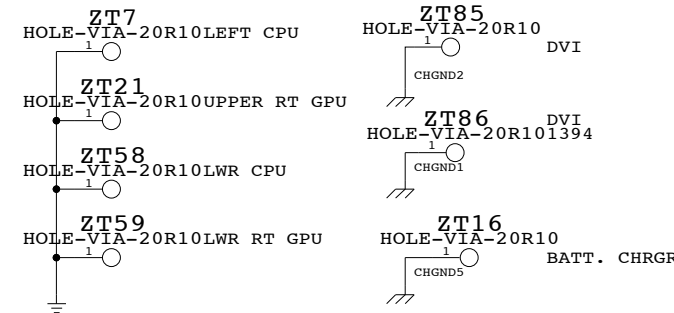 ZT7
HOLE-VIA-20R10LEFT CPU
1
ZT21
HOLE-VIA-20R10UPPER RT GPU
1
ZT58
HOLE-VIA-20R10LWR CPU
1
ZT59
HOLE-VIA-20R10LWR RT GPU
1
ZT85
HOLE-VIA-20R10
1
DVI
CHGND2
ZT86 DVI
HOLE-VIA-20R101394
1
CHGND1
ZT16
HOLE-VIA-20R10
1
BATT. CHRGR
CHGND5